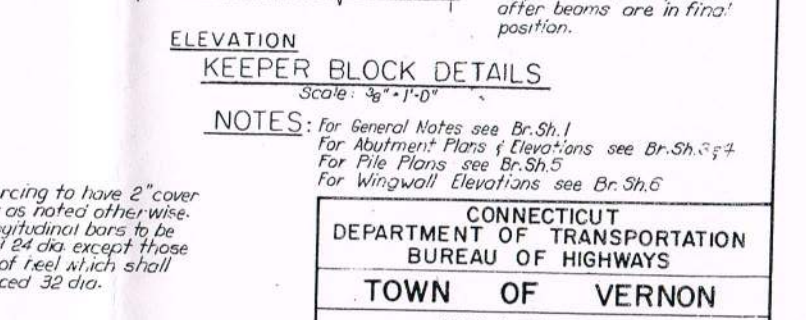 after beams are in final
position.
ELEVATION
KEEPER BLOCK DETAILS
Scale: 3/8" = 1'-0"
NOTES: For General Notes see Br.Sh.1
For Abutment Plans & Elevations see Br.Sh.3&4
For Pile Plans see Br.Sh.5
For Wingwall Elevations see Br.Sh.6
rcing to have 2" cover
as noted otherwise.
gitudinal bars to be
24 dia. except those
of heel which shall
ced 32 dia.
CONNECTICUT
DEPARTMENT OF TRANSPORTATION
BUREAU OF HIGHWAYS
TOWN OF VERNON